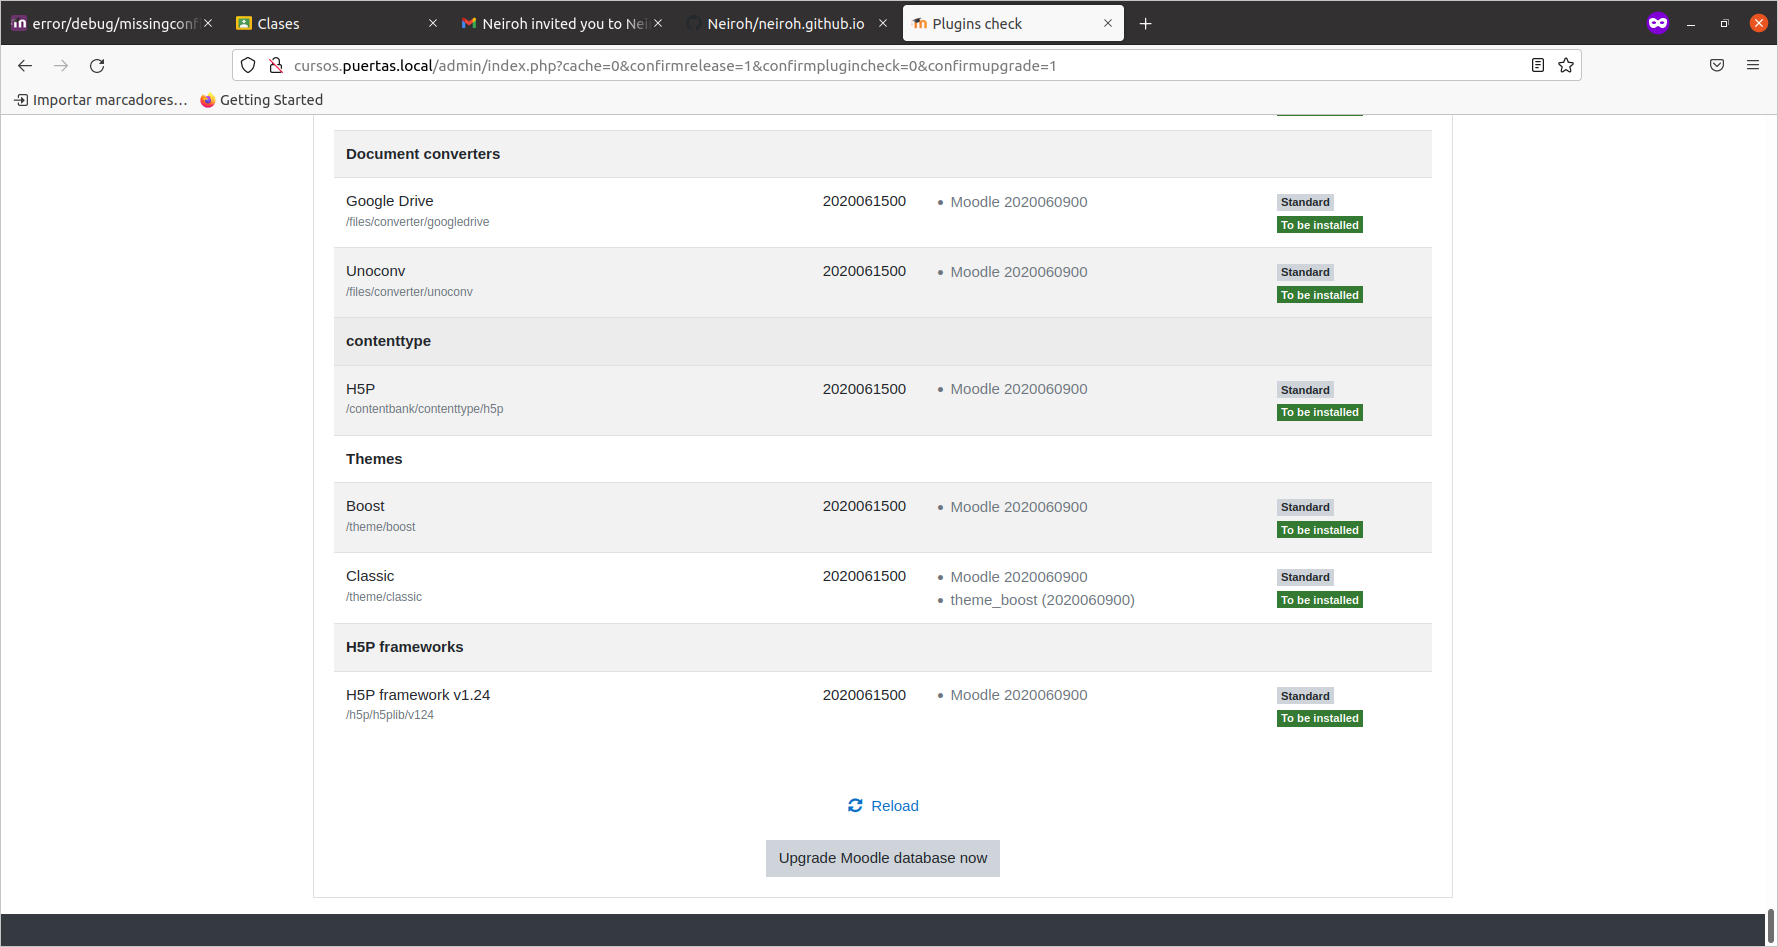 error/debug/missingconf
Clases
Neiroh invited you to Nei
Neiroh/neiroh.github.io
Plugins check
cursos.puertas.local/admin/index.php?cache=0&confirmrelease=1&confirmplugincheck=0&confirmupgrade=1
Importar marcadores...
Getting Started
Document converters
Google Drive
/files/converter/googledrive
2020061500
Moodle 2020060900
Standard
To be installed
Unoconv
/files/converter/unoconv
2020061500
Moodle 2020060900
Standard
To be installed
contenttype
H5P
/contentbank/contenttype/h5p
2020061500
Moodle 2020060900
Standard
To be installed
Themes
Boost
/theme/boost
2020061500
Moodle 2020060900
Standard
To be installed
Classic
/theme/classic
2020061500
Moodle 2020060900
theme_boost (2020060900)
Standard
To be installed
H5P frameworks
H5P framework v1.24
/h5p/h5plib/v124
2020061500
Moodle 2020060900
Standard
To be installed
Reload
Upgrade Moodle database now